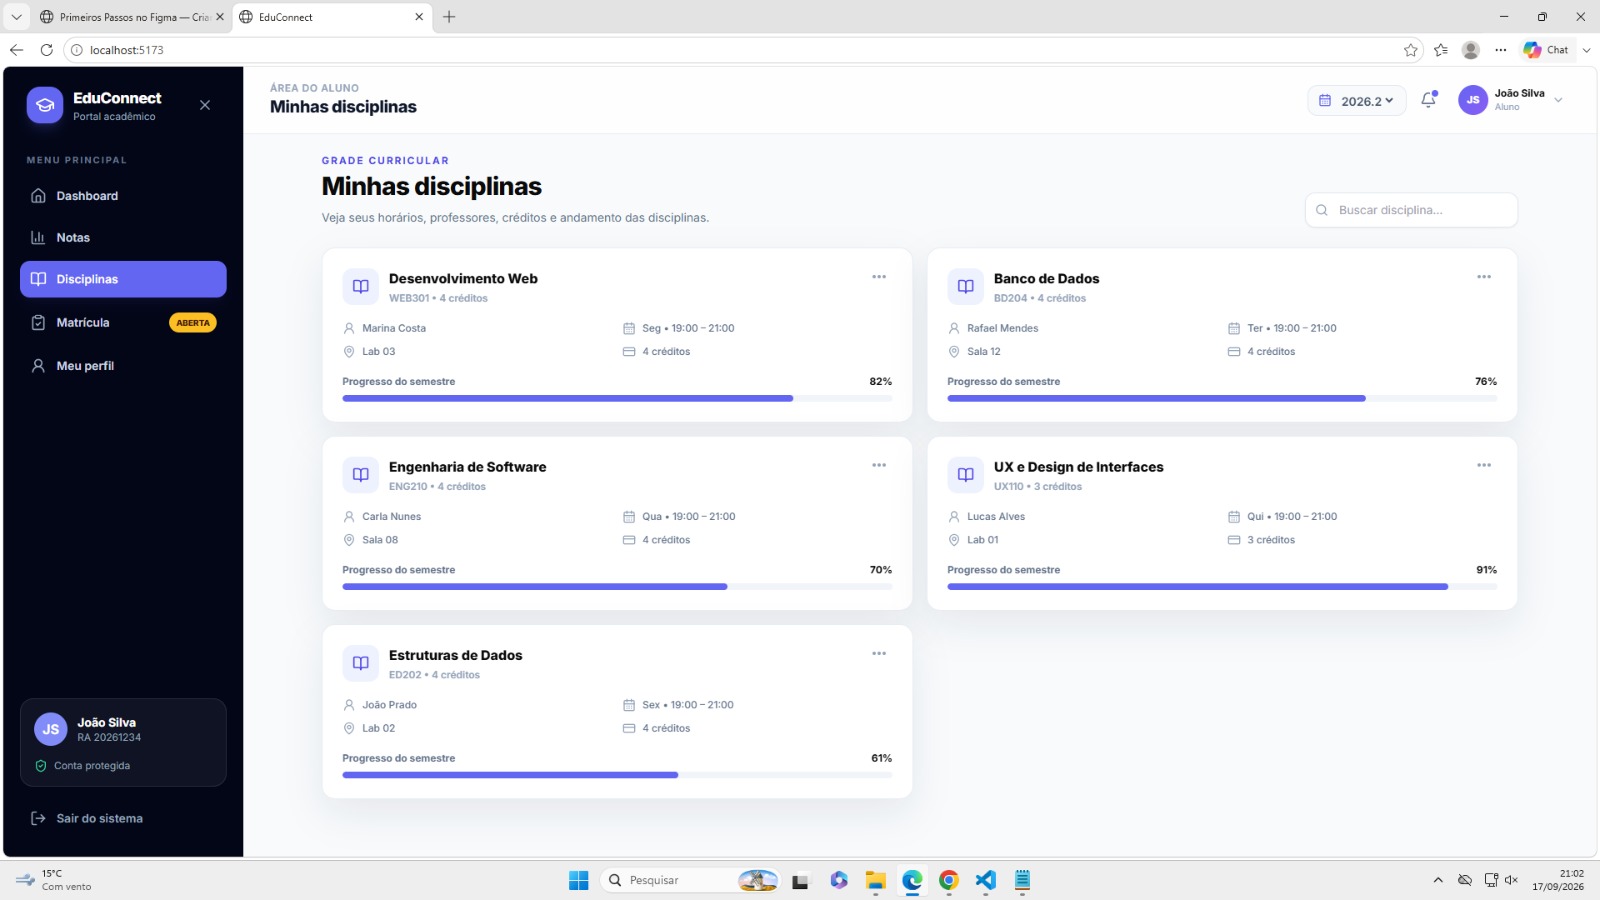 Primeiros Passos no Figma — Cria
EduConnect
localhost:5173
Chat
EduConnect
Portal acadêmico
MENU PRINCIPAL
Dashboard
Notas
Disciplinas
Matrícula
ABERTA
Meu perfil
JS
João Silva
RA 20261234
Conta protegida
Sair do sistema
ÁREA DO ALUNO
Minhas disciplinas
2026.2
JS
João Silva
Aluno
GRADE CURRICULAR
Minhas disciplinas
Veja seus horários, professores, créditos e andamento das disciplinas.
Buscar disciplina...
Desenvolvimento Web
WEB301 • 4 créditos
Marina Costa
Seg • 19:00 – 21:00
Lab 03
4 créditos
Progresso do semestre
82%
Banco de Dados
BD204 • 4 créditos
Rafael Mendes
Ter • 19:00 – 21:00
Sala 12
4 créditos
Progresso do semestre
76%
Engenharia de Software
ENG210 • 4 créditos
Carla Nunes
Qua • 19:00 – 21:00
Sala 08
4 créditos
Progresso do semestre
70%
UX e Design de Interfaces
UX110 • 3 créditos
Lucas Alves
Qui • 19:00 – 21:00
Lab 01
3 créditos
Progresso do semestre
91%
Estruturas de Dados
ED202 • 4 créditos
João Prado
Sex • 19:00 – 21:00
Lab 02
4 créditos
Progresso do semestre
61%
15°C
Com vento
Pesquisar
21:02
17/09/2026